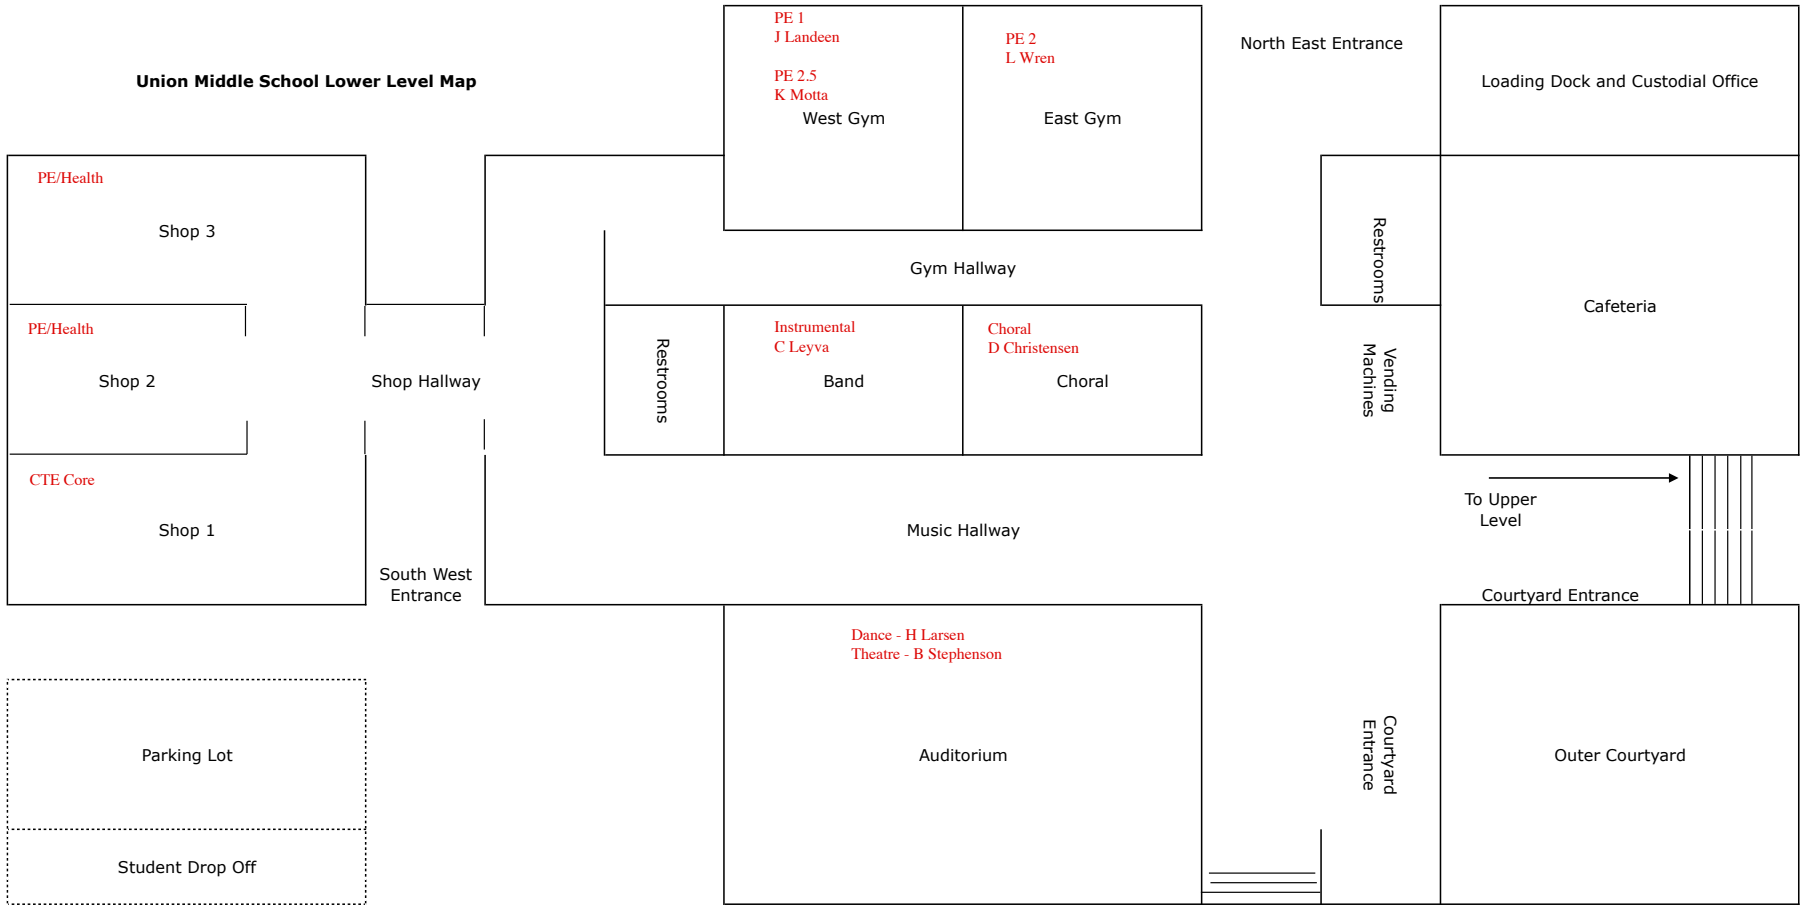 PE 1
J Landeen
PE 2
L Wren
North East Entrance
Union Middle School Lower Level Map
PE 2.5
K Motta
West Gym
East Gym
Loading Dock and Custodial Office
PE/Health
Shop 3
Restrooms
Gym Hallway
Cafeteria
PE/Health
Shop 2
Shop Hallway
Restrooms
Instrumental
C Leyva
Band
Choral
D Christensen
Choral
Vending
Machines
CTE Core
Shop 1
Music Hallway
To Upper
Level
South West
Entrance
Courtyard Entrance
Dance - H Larsen
Theatre - B Stephenson
Parking Lot
Auditorium
Courtyard
Entrance
Outer Courtyard
Student Drop Off